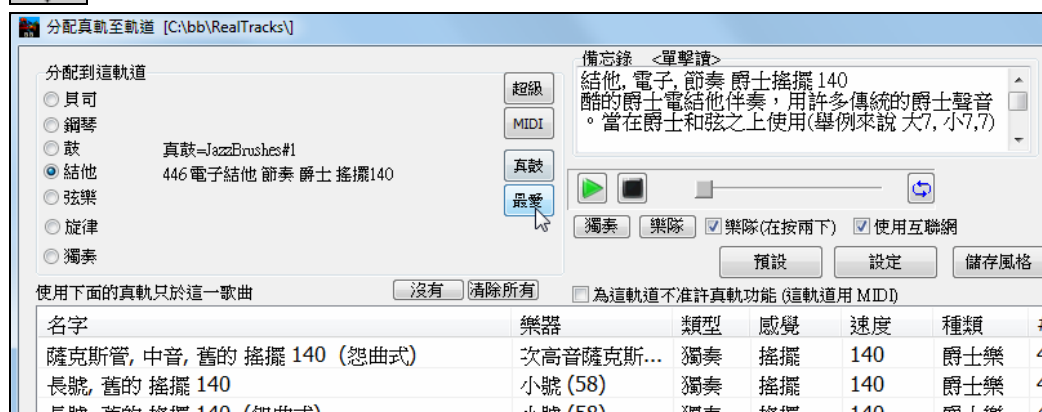 分配真軌至軌道 [C:\bb\RealTracks\]
分配到這軌道
貝司
鋼琴
鼓 真鼓=JazzBrushes#1
結他 446 電子結他 節奏 爵士 搖擺140
弦樂
旋律
獨奏
超級
MIDI
真鼓
最愛
備忘錄 <單擊讀>
結他, 電子, 節奏 爵士搖擺 140
酷的爵士電結他伴奏，用許多傳統的爵士聲音
。當在爵士和弦之上使用(舉例來說 大7, 小7,7)
獨奏 樂隊 樂隊(在按兩下) 使用互聯網
預設 設定 儲存風格
使用下面的真軌只於這一歌曲 沒有 清除所有 為這軌道不准許真軌功能 (這軌道用 MIDI)
名字 樂器 類型 感覺 速度 種類
薩克斯管, 中音, 舊的 搖擺 140（怨曲式） 次高音薩克斯... 獨奏 搖擺 140 爵士樂 4
長號, 舊的 搖擺 140 小號 (58) 獨奏 搖擺 140 爵士樂 4